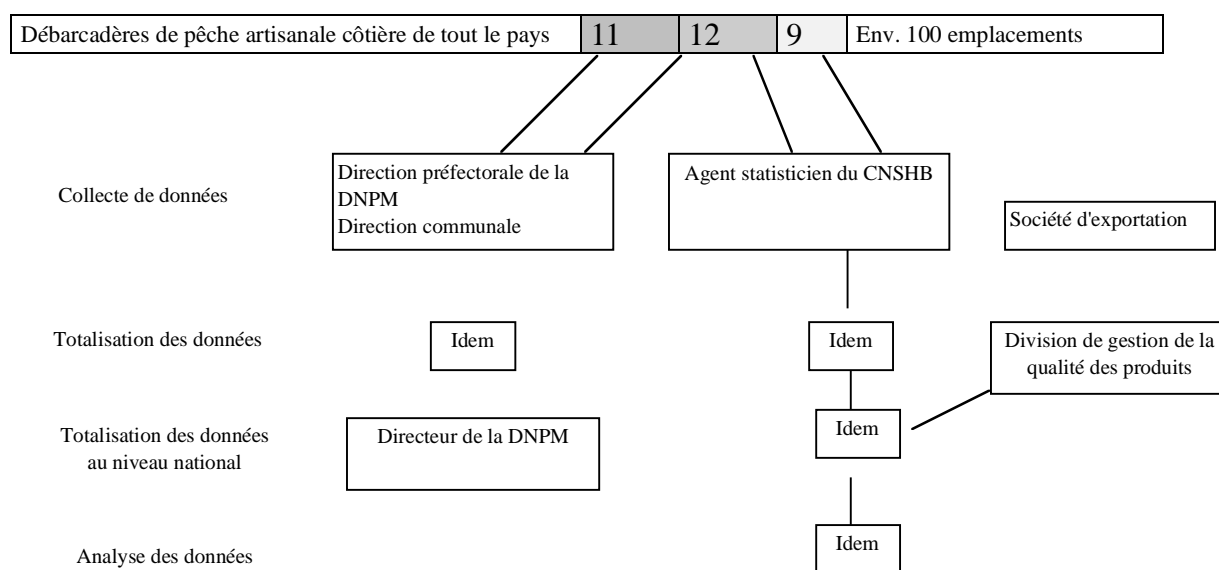 Débarcadères de pêche artisanale côtière de tout le pays 11 12 9 Env. 100 emplacements
Collecte de données
Direction préfectorale de la
DNPM
Direction communale
Agent statisticien du CNSHB
Société d'exportation
Totalisation des données
Idem
Idem
Division de gestion de la
qualité des produits
Totalisation des données
au niveau national
Directeur de la DNPM
Idem
Analyse des données
Idem